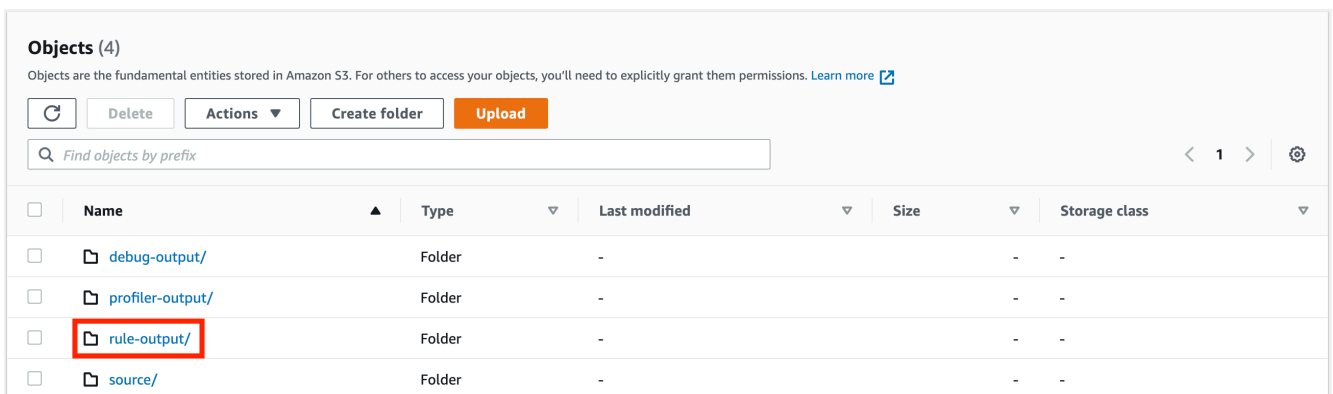 Objects (4)
Objects are the fundamental entities stored in Amazon S3. For others to access your objects, you'll need to explicitly grant them permissions. Learn more
Delete Actions Create folder Upload
Find objects by prefix 1
Name Type Last modified Size Storage class
debug-output/ Folder - - -
profiler-output/ Folder - - -
rule-output/ Folder - - -
source/ Folder - - -